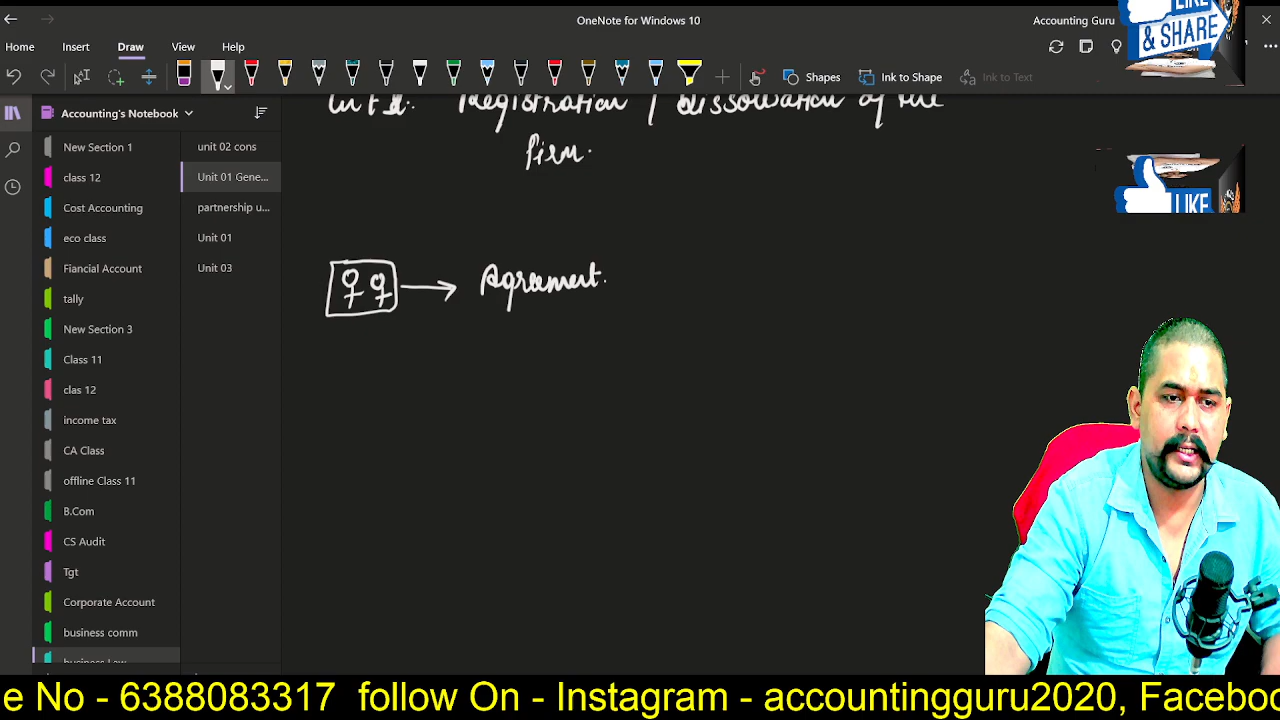 OneNote for Windows 10
Accounting Guru
LIKE
& SHARE
Home Insert Draw View Help
Shapes Ink to Shape Ink to Text
Accounting's Notebook
New Section 1
class 12
Cost Accounting
eco class
Fiancial Account
tally
New Section 3
Class 11
clas 12
income tax
CA Class
offline Class 11
B.Com
CS Audit
Tgt
Corporate Account
business comm
business Law
unit 02 cons
Unit 01 Gene...
partnership u...
Unit 01
Unit 03
Registration / of the
firm.
Agreement.
LIKE
e No - 6388083317 follow On - Instagram - accountingguru2020, Faceboo